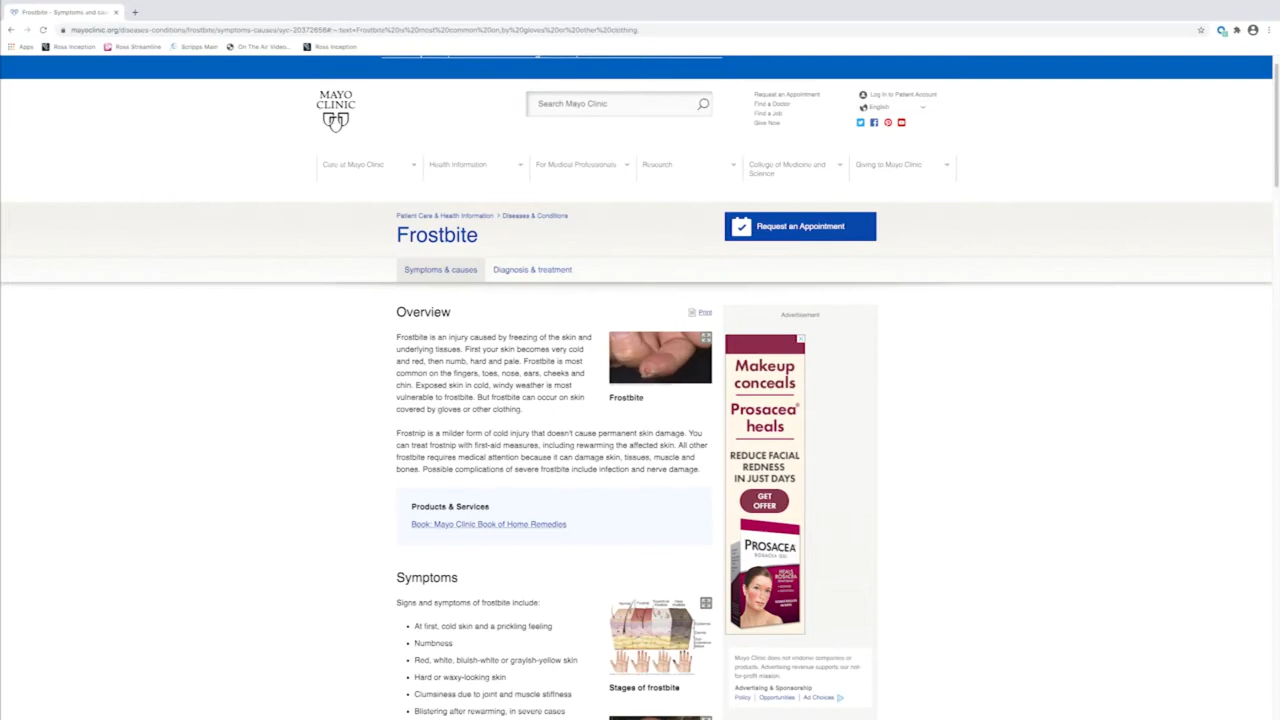 Frostbite - Symptoms and cau
mayoclinic.org/diseases-conditions/frostbite/symptoms-causes/syc-20372656#:~:text=Frostbite%20is%20most%20common%20on,by%20gloves%20or%20other%20clothing.
Apps Ross Inception Ross Streamline Scripps Main On The Air Video... Ross Inception
MAYO CLINIC
Search Mayo Clinic
Request an Appointment
Find a Doctor
Find a Job
Give Now
Log in to Patient Account
English
Care at Mayo Clinic Health Information For Medical Professionals Research College of Medicine and Science Giving to Mayo Clinic
Patient Care & Health Information > Diseases & Conditions
Frostbite
Request an Appointment
Symptoms & causes Diagnosis & treatment
Overview
Print
Frostbite is an injury caused by freezing of the skin and
underlying tissues. First your skin becomes very cold
and red, then numb, hard and pale. Frostbite is most
common on the fingers, toes, nose, ears, cheeks and
chin. Exposed skin in cold, windy weather is most
vulnerable to frostbite. But frostbite can occur on skin
covered by gloves or other clothing.
Frostbite
Frostnip is a milder form of cold injury that doesn't cause permanent skin damage. You
can treat frostnip with first-aid measures, including rewarming the affected skin. All other
frostbite requires medical attention because it can damage skin, tissues, muscle and
bones. Possible complications of severe frostbite include infection and nerve damage.
Products & Services
Book: Mayo Clinic Book of Home Remedies
Symptoms
Signs and symptoms of frostbite include:
• At first, cold skin and a prickling feeling
• Numbness
• Red, white, bluish-white or grayish-yellow skin
• Hard or waxy-looking skin
• Clumsiness due to joint and muscle stiffness
• Blistering after rewarming, in severe cases
Stages of frostbite
Advertisement
Makeup
conceals
Prosacea®
heals
REDUCE FACIAL
REDNESS
IN JUST DAYS
GET
OFFER
PROSACEA
HEALS
ROSACEA
Mayo Clinic does not endorse companies or
products. Advertising revenue supports our not-
for-profit mission.
Advertising & Sponsorship
Policy Opportunities Ad Choices